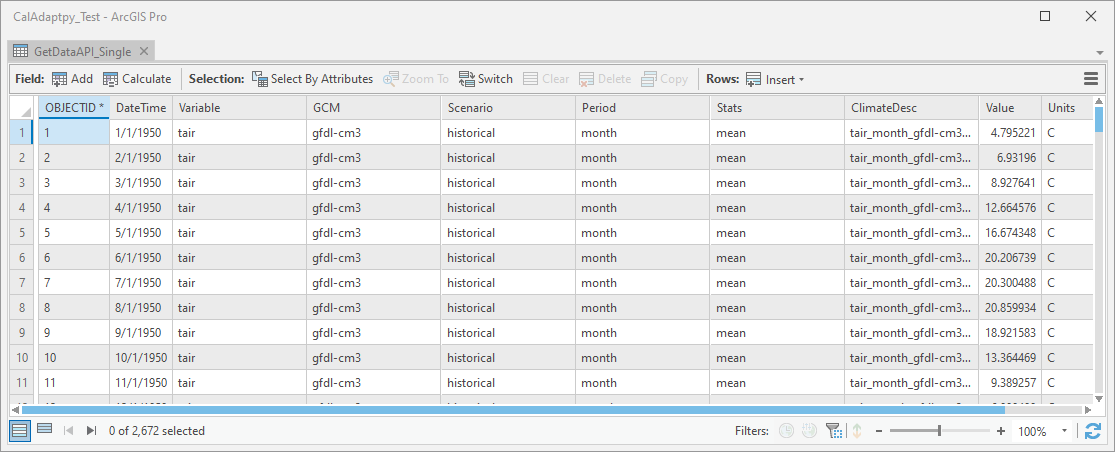 CalAdaptpy_Test - ArcGIS Pro
GetDataAPI_Single
Field: Add Calculate Selection: Select By Attributes Zoom To Switch Clear Delete Copy Rows: Insert
OBJECTID * DateTime Variable GCM Scenario Period Stats ClimateDesc Value Units
1 1 1/1/1950 tair gfdl-cm3 historical month mean tair_month_gfdl-cm3... 4.795221 C
2 2 2/1/1950 tair gfdl-cm3 historical month mean tair_month_gfdl-cm3... 6.93196 C
3 3 3/1/1950 tair gfdl-cm3 historical month mean tair_month_gfdl-cm3... 8.927641 C
4 4 4/1/1950 tair gfdl-cm3 historical month mean tair_month_gfdl-cm3... 12.664576 C
5 5 5/1/1950 tair gfdl-cm3 historical month mean tair_month_gfdl-cm3... 16.674348 C
6 6 6/1/1950 tair gfdl-cm3 historical month mean tair_month_gfdl-cm3... 20.206739 C
7 7 7/1/1950 tair gfdl-cm3 historical month mean tair_month_gfdl-cm3... 20.300488 C
8 8 8/1/1950 tair gfdl-cm3 historical month mean tair_month_gfdl-cm3... 20.859934 C
9 9 9/1/1950 tair gfdl-cm3 historical month mean tair_month_gfdl-cm3... 18.921583 C
10 10 10/1/1950 tair gfdl-cm3 historical month mean tair_month_gfdl-cm3... 13.364469 C
11 11 11/1/1950 tair gfdl-cm3 historical month mean tair_month_gfdl-cm3... 9.389257 C
0 of 2,672 selected Filters: 100%